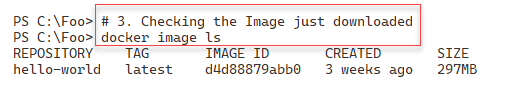 PS C:\Foo> # 3. Checking the Image just downloaded
PS C:\Foo> docker image ls
REPOSITORY TAG IMAGE ID CREATED SIZE
hello-world latest d4d88879abb0 3 weeks ago 297MB